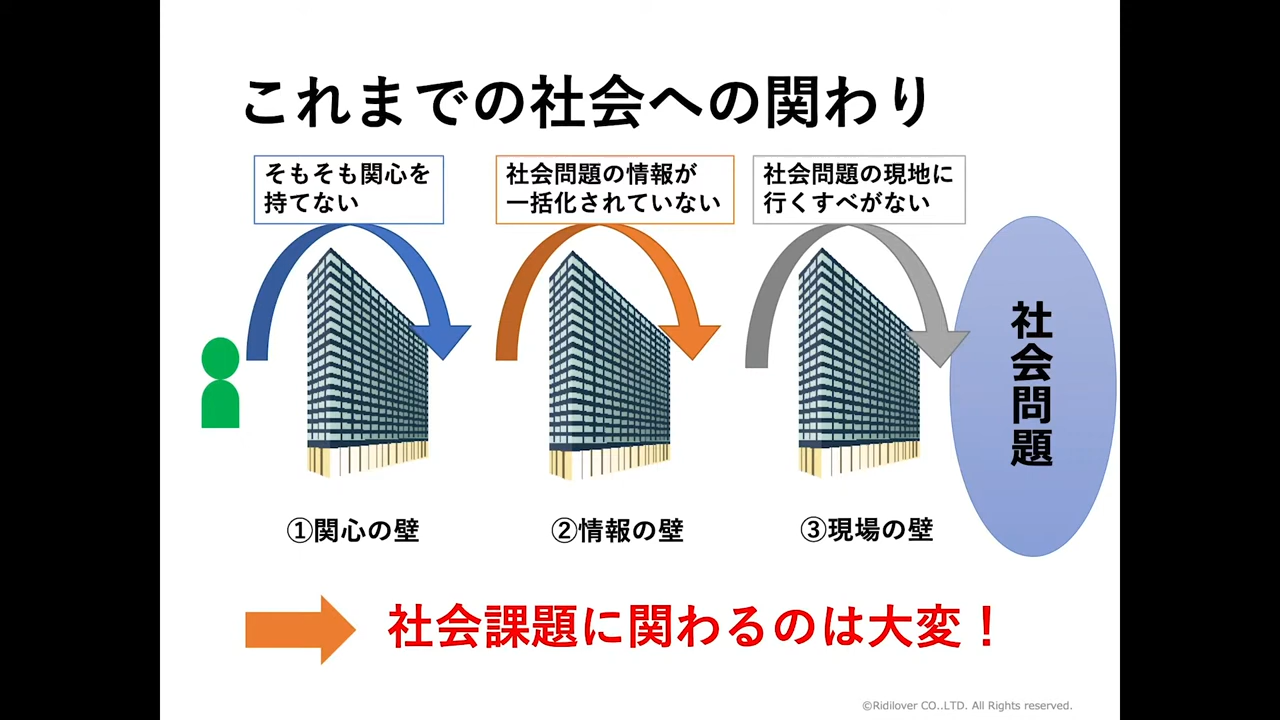 これまでの社会への関わり
そもそも関心を
持てない
社会問題の情報が
一括化されていない
社会問題の現地に
行くすべがない
社会問題
①関心の壁
②情報の壁
③現場の壁
社会課題に関わるのは大変！
©Ridilover CO.,LTD. All Rights reserved.